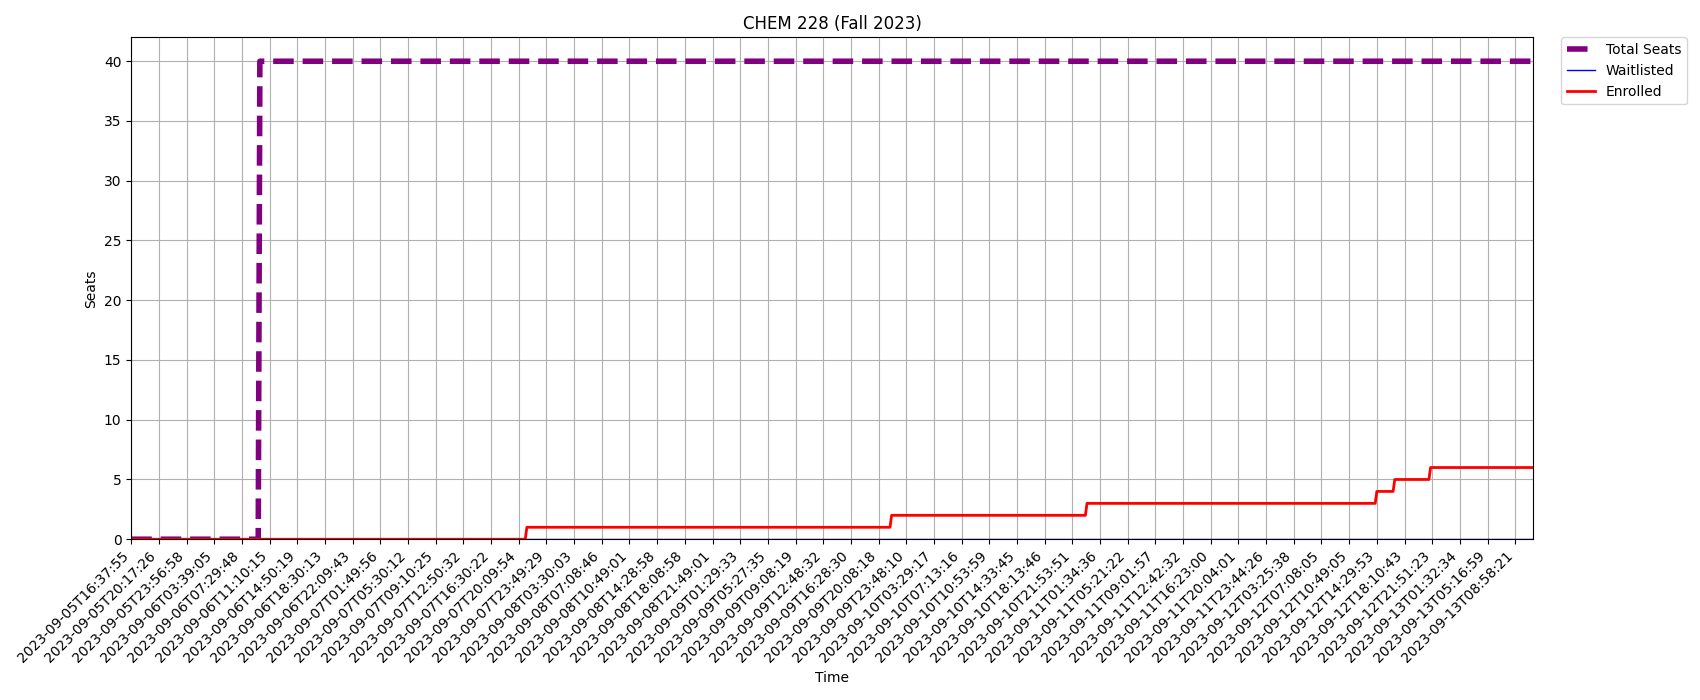 CHEM 228 (Fall 2023)
Total Seats
Waitlisted
Enrolled
Seats
40
35
30
25
20
15
10
5
0
2023-09-05T16:37:55
2023-09-05T20:17:26
2023-09-05T23:56:58
2023-09-06T03:39:05
2023-09-06T07:29:48
2023-09-06T11:10:15
2023-09-06T14:50:19
2023-09-06T18:30:13
2023-09-06T22:09:43
2023-09-07T01:49:56
2023-09-07T05:30:12
2023-09-07T09:10:25
2023-09-07T12:50:32
2023-09-07T16:30:22
2023-09-07T20:09:54
2023-09-07T23:49:29
2023-09-08T03:30:03
2023-09-08T07:08:46
2023-09-08T10:49:01
2023-09-08T14:28:58
2023-09-08T18:08:58
2023-09-08T21:49:01
2023-09-09T01:29:33
2023-09-09T05:27:35
2023-09-09T09:08:19
2023-09-09T12:48:32
2023-09-09T16:28:30
2023-09-09T20:08:18
2023-09-09T23:48:10
2023-09-10T03:29:17
2023-09-10T07:13:16
2023-09-10T10:53:59
2023-09-10T14:33:45
2023-09-10T18:13:46
2023-09-10T21:53:51
2023-09-11T01:34:36
2023-09-11T05:21:22
2023-09-11T09:01:57
2023-09-11T12:42:32
2023-09-11T16:23:00
2023-09-11T20:04:01
2023-09-11T23:44:26
2023-09-12T03:25:38
2023-09-12T07:08:05
2023-09-12T10:49:05
2023-09-12T14:29:53
2023-09-12T18:10:43
2023-09-12T21:51:23
2023-09-13T01:32:34
2023-09-13T05:16:59
2023-09-13T08:58:21
Time